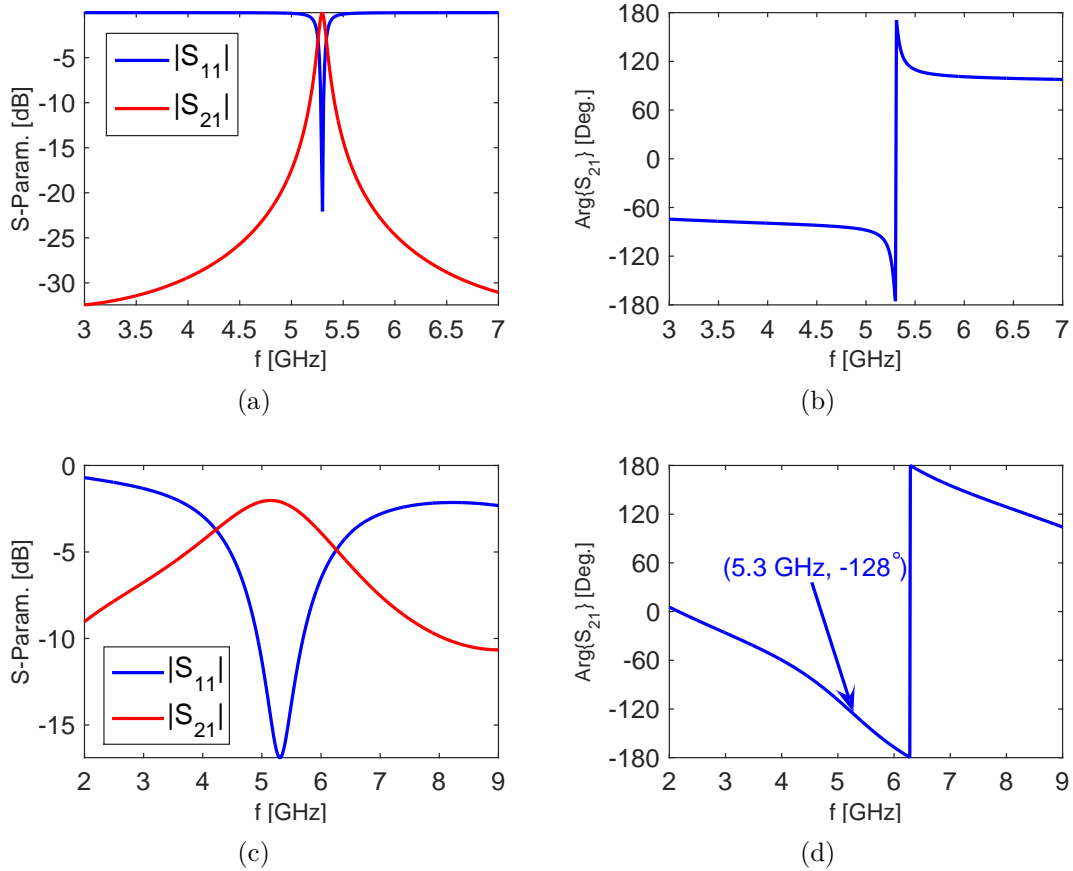 -5
-10
-15
-20
-25
-30
S-Param. [dB]
|S11|
|S21|
3 3.5 4 4.5 5 5.5 6 6.5 7
f [GHz]
(a)
180
120
60
0
-60
-120
-180
Arg{S21} [Deg.]
3 3.5 4 4.5 5 5.5 6 6.5 7
f [GHz]
(b)
0
-5
-10
-15
S-Param. [dB]
|S11|
|S21|
2 3 4 5 6 7 8 9
f [GHz]
(c)
180
120
60
0
-60
-120
-180
Arg{S21} [Deg.]
(5.3 GHz, -128°)
2 3 4 5 6 7 8 9
f [GHz]
(d)